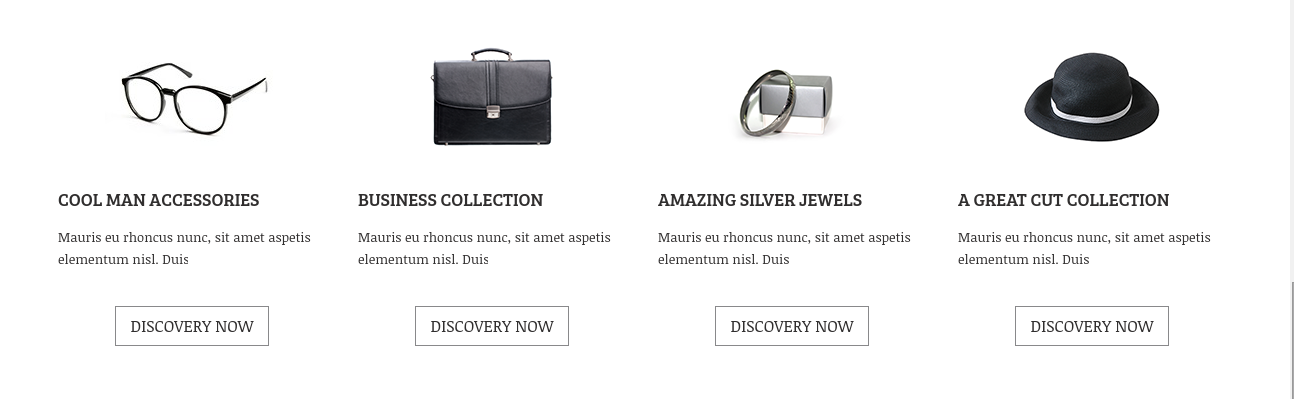 COOL MAN ACCESSORIES
Mauris eu rhoncus nunc, sit amet aspetis
elementum nisl. Duis
DISCOVERY NOW
BUSINESS COLLECTION
Mauris eu rhoncus nunc, sit amet aspetis
elementum nisl. Duis
DISCOVERY NOW
AMAZING SILVER JEWELS
Mauris eu rhoncus nunc, sit amet aspetis
elementum nisl. Duis
DISCOVERY NOW
A GREAT CUT COLLECTION
Mauris eu rhoncus nunc, sit amet aspetis
elementum nisl. Duis
DISCOVERY NOW